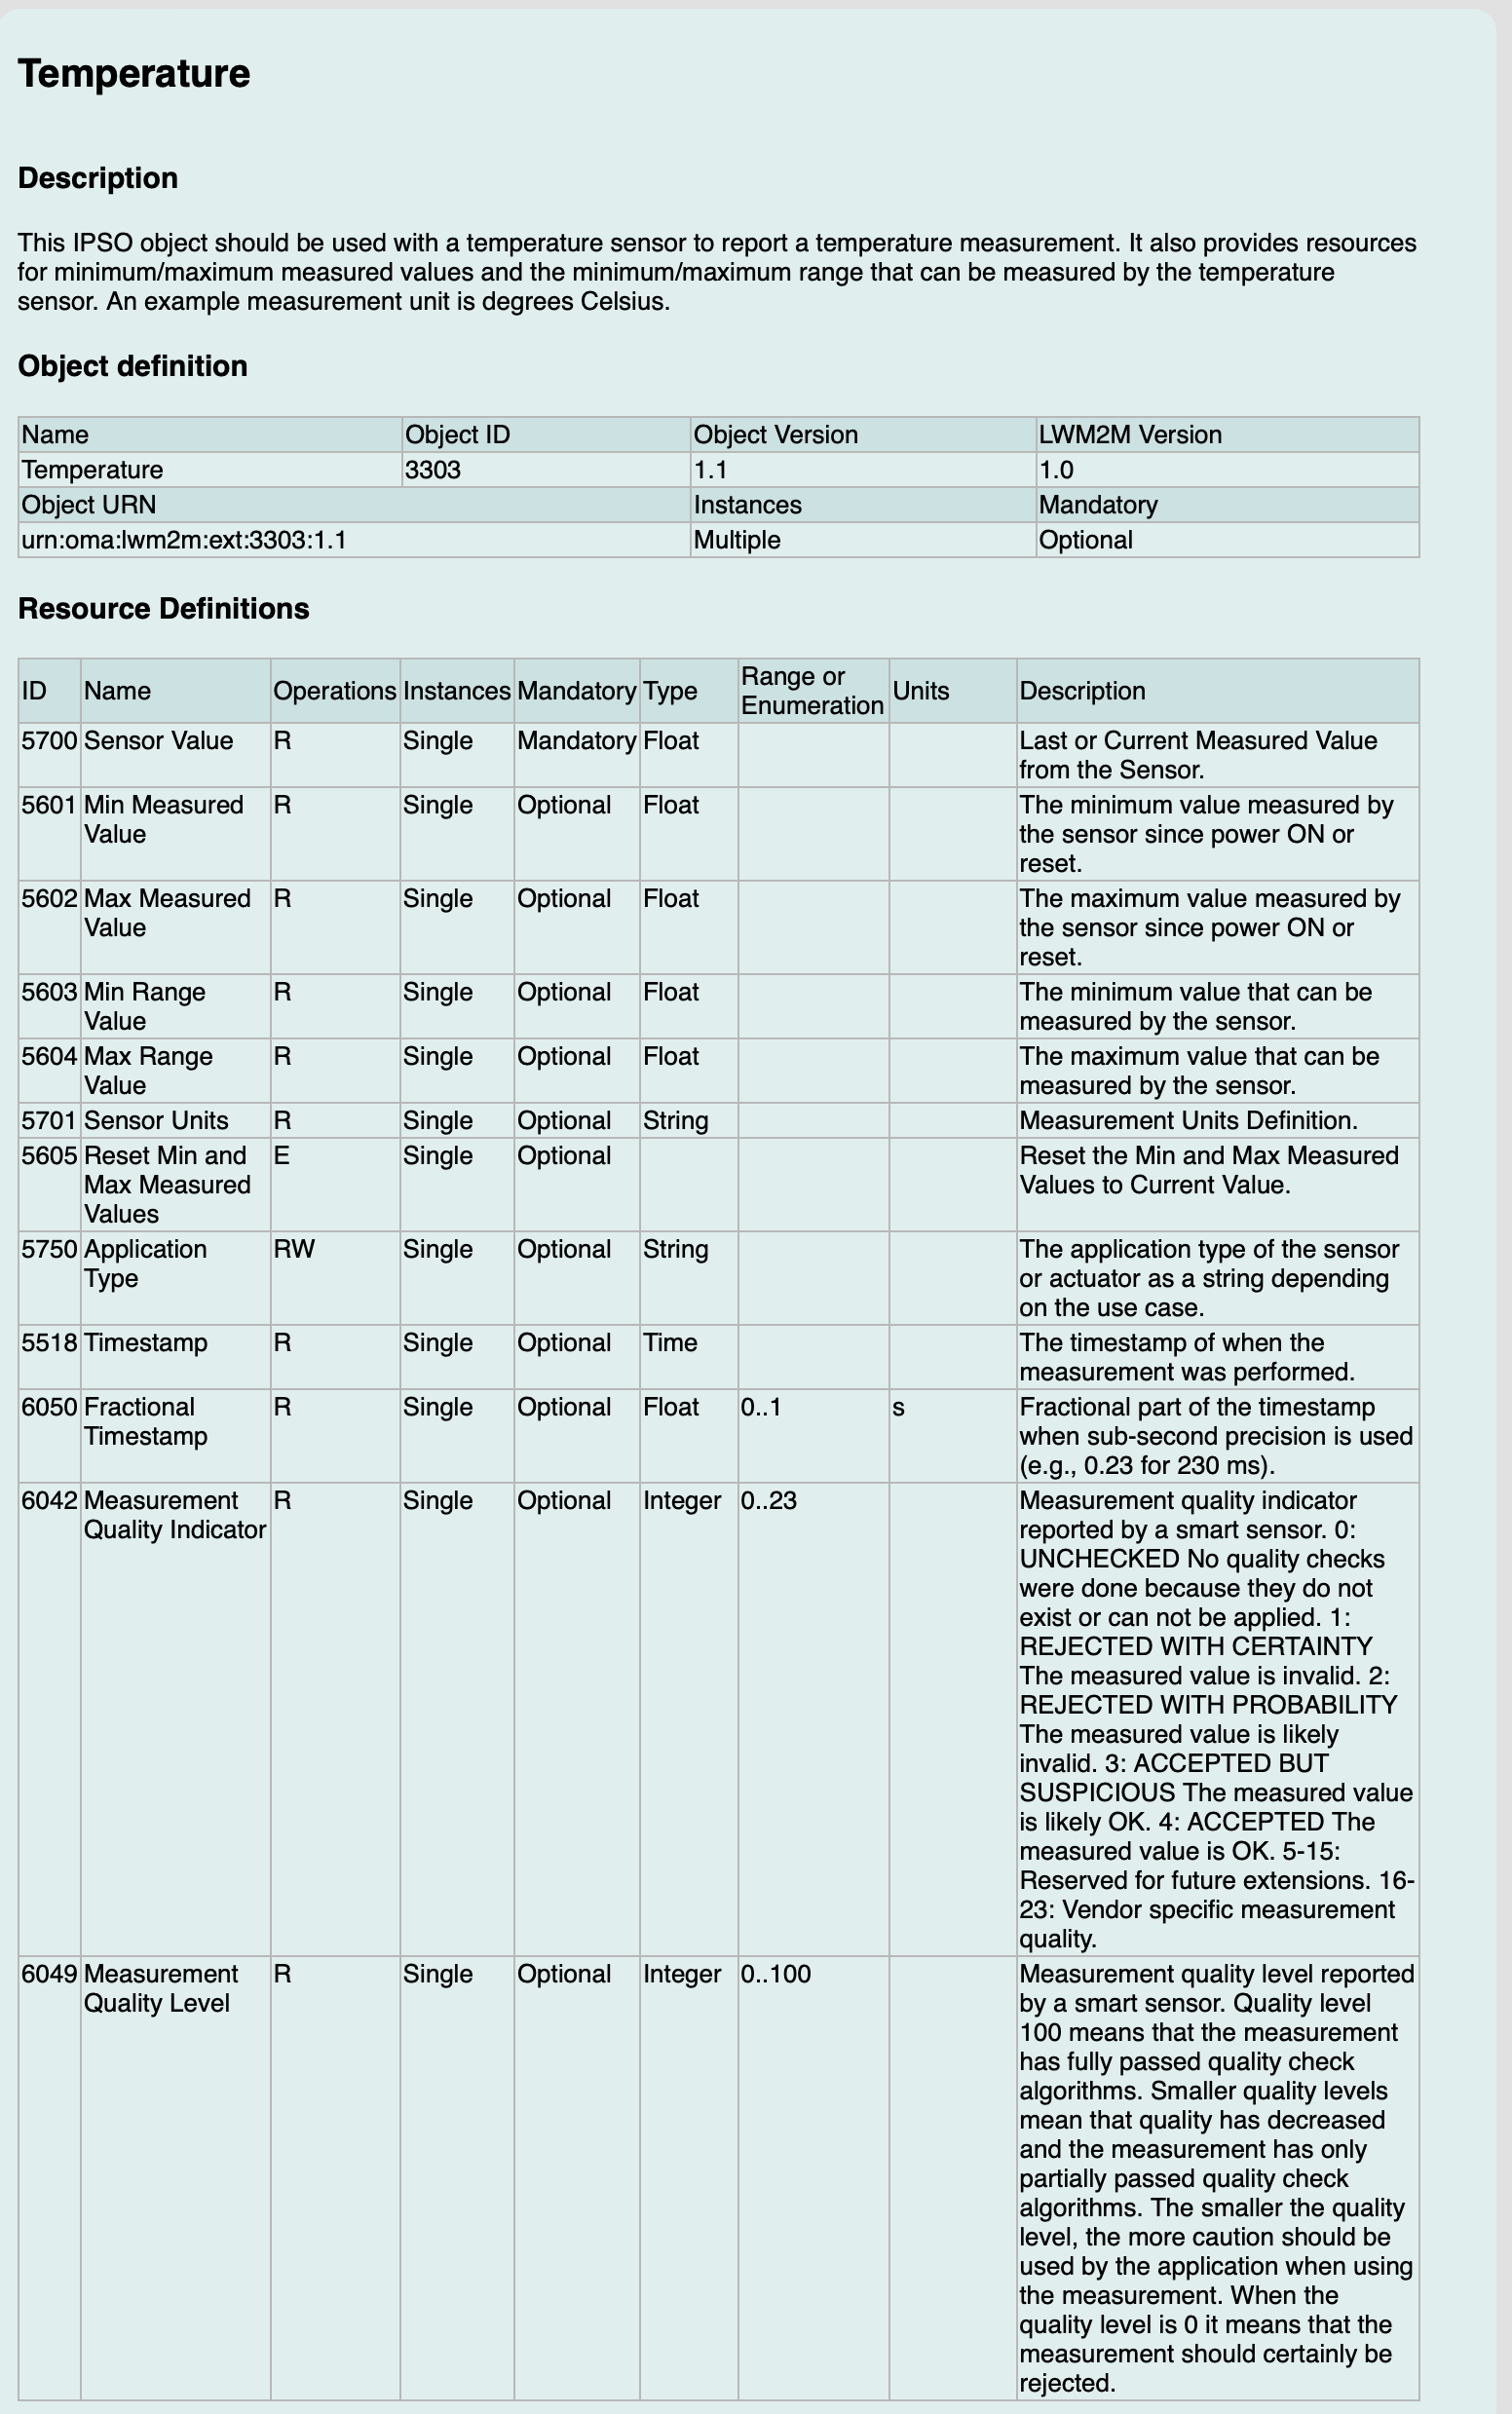 Temperature
Description
This IPSO object should be used with a temperature sensor to report a temperature measurement. It also provides resources
for minimum/maximum measured values and the minimum/maximum range that can be measured by the temperature
sensor. An example measurement unit is degrees Celsius.
Object definition
Name Object ID Object Version LWM2M Version
Temperature 3303 1.1 1.0
Object URN Instances Mandatory
urn:oma:lwm2m:ext:3303:1.1 Multiple Optional
Resource Definitions
ID Name Operations Instances Mandatory Type Range or Enumeration Units Description
5700 Sensor Value R Single Mandatory Float Last or Current Measured Value
from the Sensor.
5601 Min Measured Value R Single Optional Float The minimum value measured by
the sensor since power ON or
reset.
5602 Max Measured Value R Single Optional Float The maximum value measured by
the sensor since power ON or
reset.
5603 Min Range Value R Single Optional Float The minimum value that can be
measured by the sensor.
5604 Max Range Value R Single Optional Float The maximum value that can be
measured by the sensor.
5701 Sensor Units R Single Optional String Measurement Units Definition.
5605 Reset Min and Max Measured Values E Single Optional Reset the Min and Max Measured
Values to Current Value.
5750 Application Type RW Single Optional String The application type of the sensor
or actuator as a string depending
on the use case.
5518 Timestamp R Single Optional Time The timestamp of when the
measurement was performed.
6050 Fractional Timestamp R Single Optional Float 0..1 s Fractional part of the timestamp
when sub-second precision is used
(e.g., 0.23 for 230 ms).
6042 Measurement Quality Indicator R Single Optional Integer 0..23 Measurement quality indicator
reported by a smart sensor. 0:
UNCHECKED No quality checks
were done because they do not
exist or can not be applied. 1:
REJECTED WITH CERTAINTY
The measured value is invalid. 2:
REJECTED WITH PROBABILITY
The measured value is likely
invalid. 3: ACCEPTED BUT
SUSPICIOUS The measured value
is likely OK. 4: ACCEPTED The
measured value is OK. 5-15:
Reserved for future extensions. 16-
23: Vendor specific measurement
quality.
6049 Measurement Quality Level R Single Optional Integer 0..100 Measurement quality level reported
by a smart sensor. Quality level
100 means that the measurement
has fully passed quality check
algorithms. Smaller quality levels
mean that quality has decreased
and the measurement has only
partially passed quality check
algorithms. The smaller the quality
level, the more caution should be
used by the application when using
the measurement. When the
quality level is 0 it means that the
measurement should certainly be
rejected.